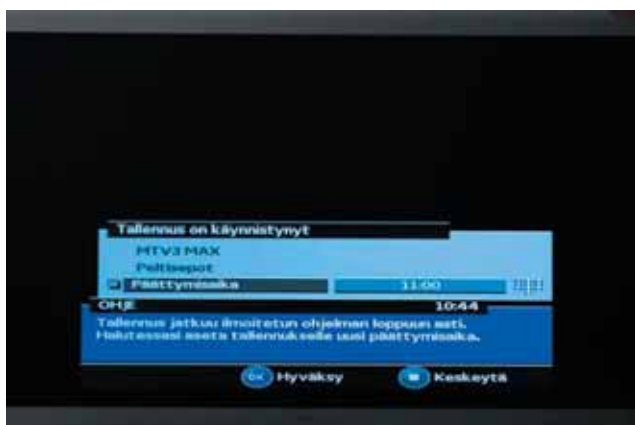 Tallennus on käynnistynyt
MTV3 MAX
Peltisepot
Päättymisaika 11:00
OHJE 10:44
Tallennus jatkuu ilmoitetun ohjelman loppuun asti.
Halutessasi aseta tallennukselle uusi päättymisaika.
OK Hyväksy Keskeytä